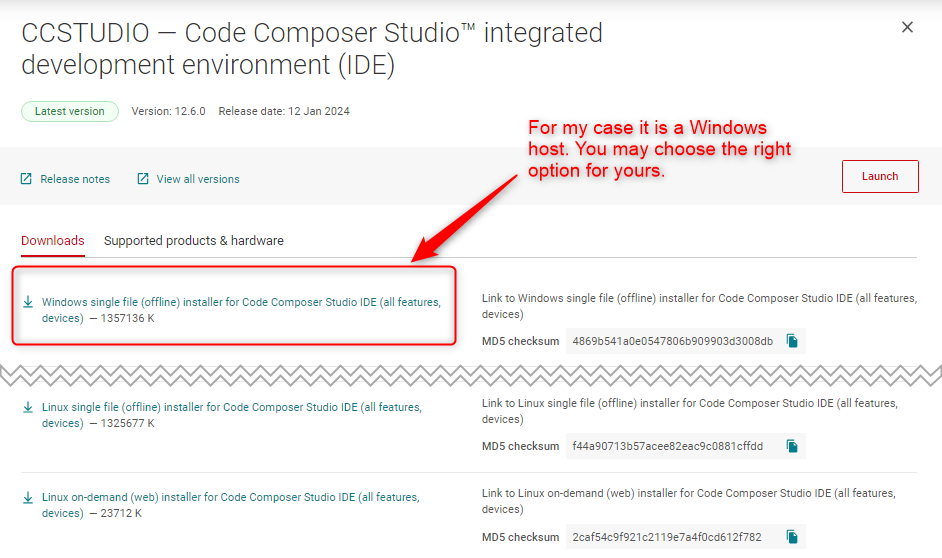 CCSTUDIO — Code Composer Studio™ integrated
development environment (IDE)
Latest version Version: 12.6.0 Release date: 12 Jan 2024
For my case it is a Windows
host. You may choose the right
option for yours.
Release notes View all versions
Launch
Downloads Supported products & hardware
Windows single file (offline) installer for Code Composer Studio IDE (all features,
devices) — 1357136 K
Link to Windows single file (offline) installer for Code Composer Studio IDE (all features,
devices)
MD5 checksum 4869b541a0e0547806b909903d3008db
Linux single file (offline) installer for Code Composer Studio IDE (all features,
devices) — 1325677 K
Link to Linux single file (offline) installer for Code Composer Studio IDE (all features,
devices)
MD5 checksum f44a90713b57acee82eac9c0881cffdd
Linux on-demand (web) installer for Code Composer Studio IDE (all features,
devices) — 23712 K
Link to Linux on-demand (web) installer for Code Composer Studio IDE (all features,
devices)
MD5 checksum 2caf54c9f921c2119e7a4f0cd612f782